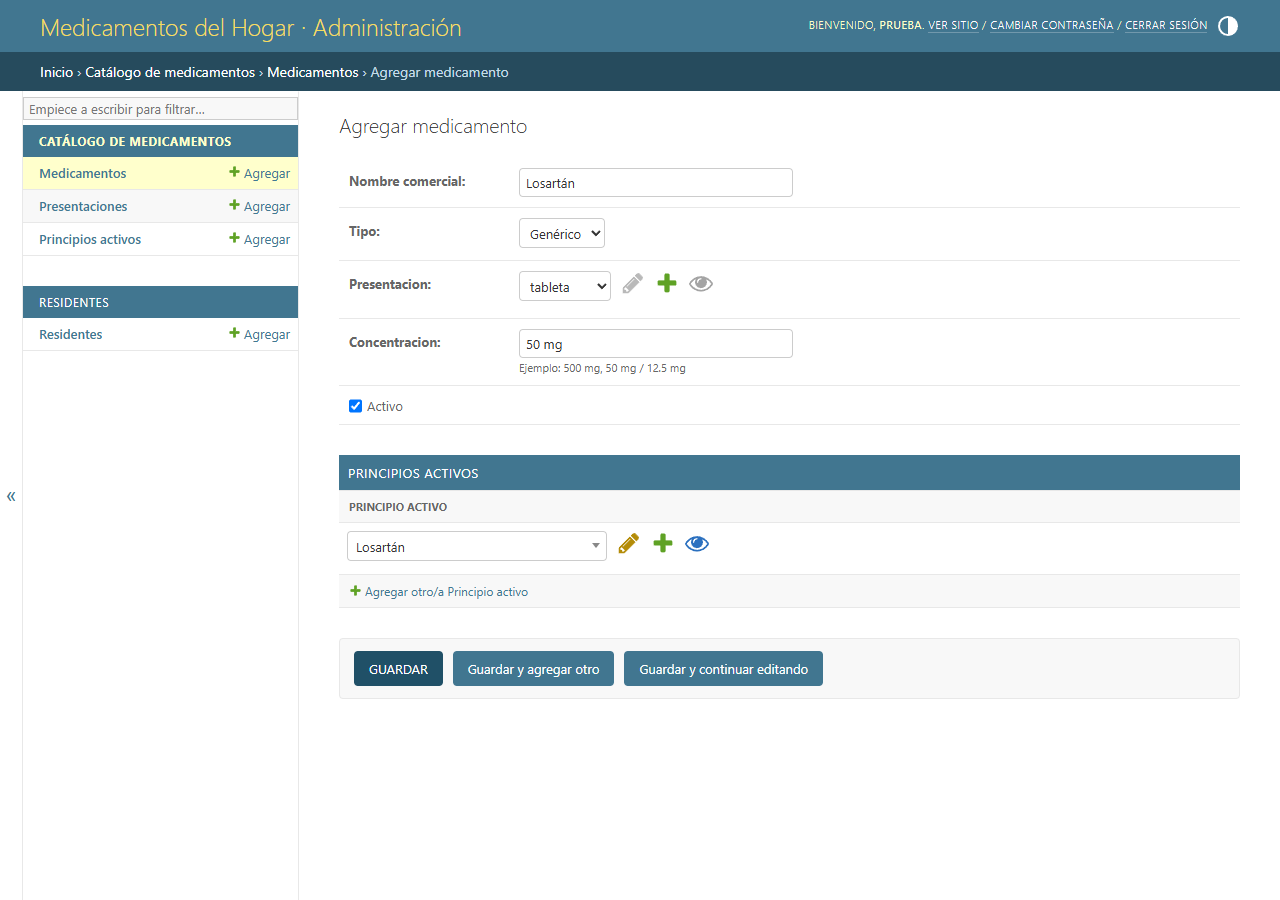 Medicamentos del Hogar · Administración
BIENVENIDO, PRUEBA. VER SITIO / CAMBIAR CONTRASEÑA / CERRAR SESIÓN
Inicio › Catálogo de medicamentos › Medicamentos › Agregar medicamento
Empiece a escribir para filtrar...
CATÁLOGO DE MEDICAMENTOS
Medicamentos Agregar
Presentaciones Agregar
Principios activos Agregar
RESIDENTES
Residentes Agregar
«
Agregar medicamento
Nombre comercial: Losartán
Tipo: Genérico
Presentacion: tableta
Concentracion: 50 mg
Ejemplo: 500 mg, 50 mg / 12.5 mg
Activo
PRINCIPIOS ACTIVOS
PRINCIPIO ACTIVO
Losartán
Agregar otro/a Principio activo
GUARDAR Guardar y agregar otro Guardar y continuar editando